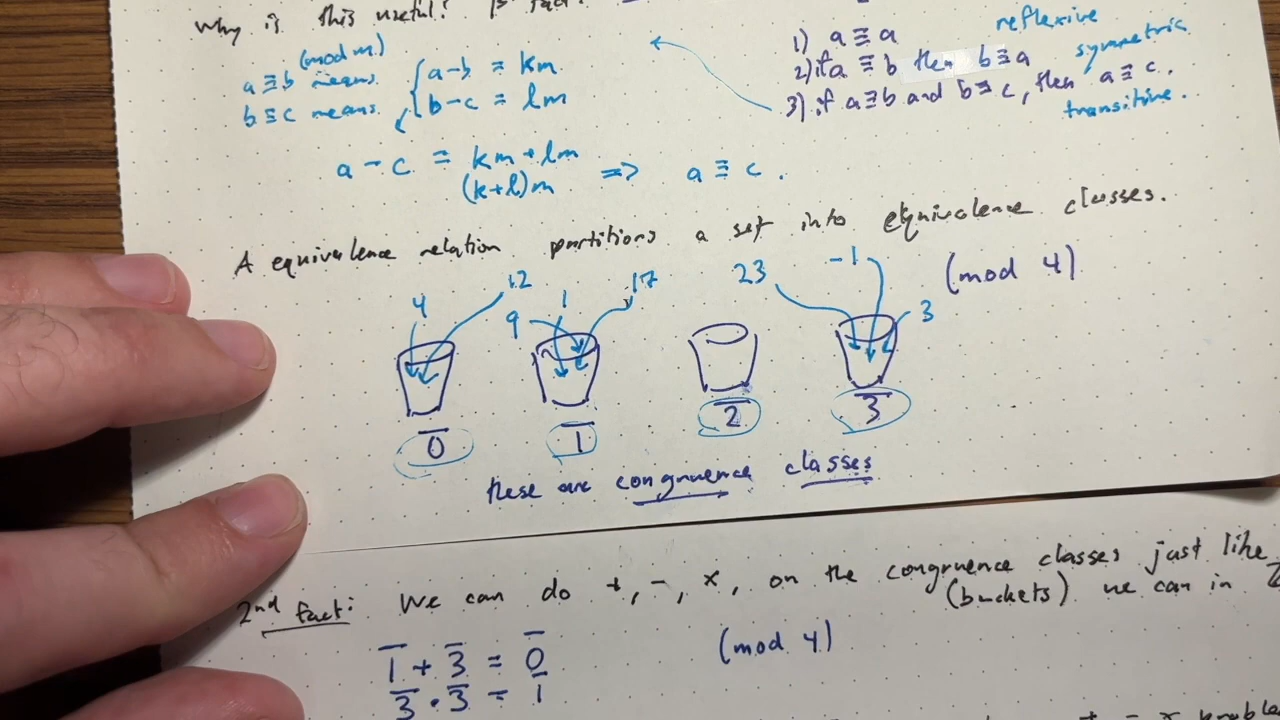 Why is this useful?
1) a ≡ a reflexive
2) if a ≡ b then b ≡ a symmetric
3) if a ≡ b and b ≡ c, then a ≡ c. transitive.
a ≡ b (mod m) means a-b = km
b ≡ c means b-c = lm
a - c = km + lm
(k+l)m => a ≡ c.
A equivalence relation partitions a set into equivalence classes.
4 12 9 1 17 23 -1 3 (mod 4)
0̅ 1̅ 2̅ 3̅
these are congruence classes
2nd fact: We can do +, -, ×, on the congruence classes just like
(buckets) we can in ℤ
1̅ + 3̅ = 0̅ (mod 4)
3̅ · 3̅ = 1̅